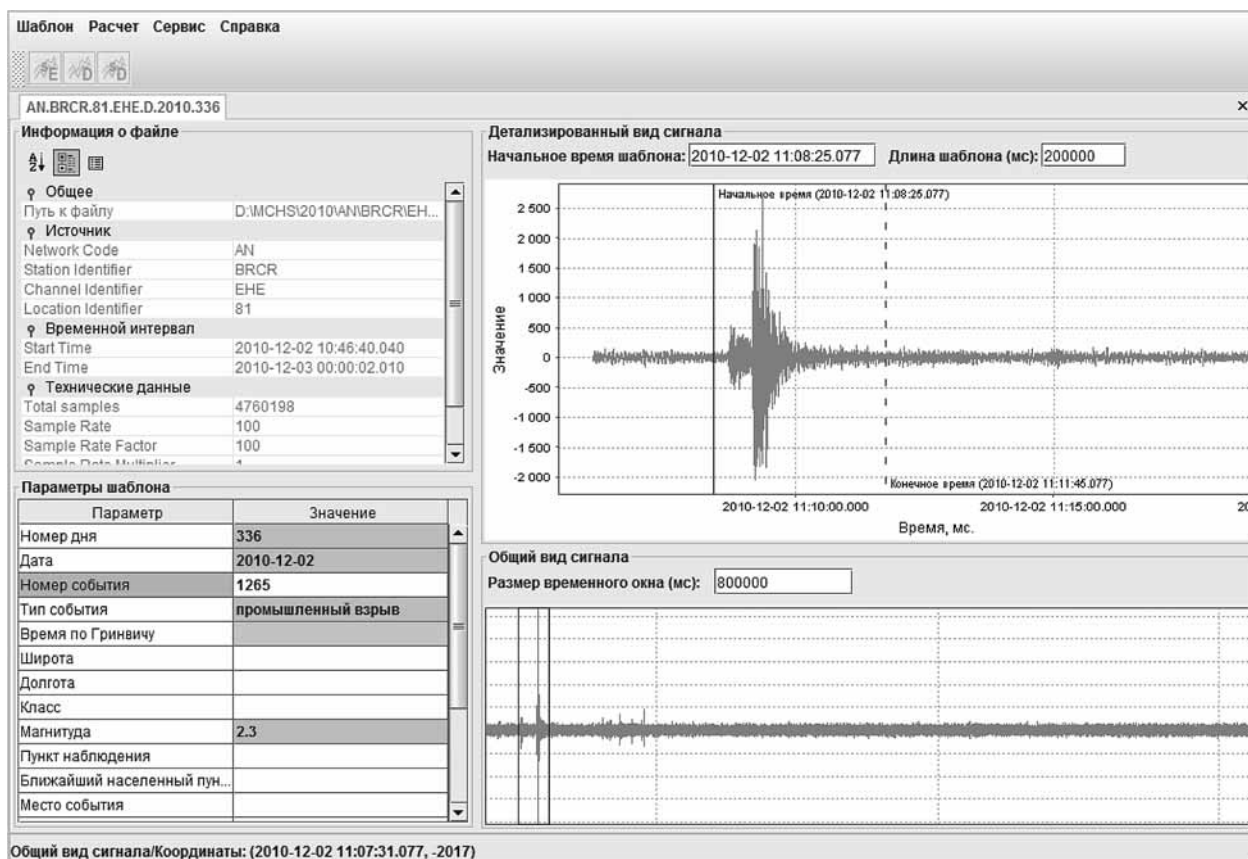 Шаблон Расчет Сервис Справка
AN.BRCR.81.EHE.D.2010.336
Информация о файле
Общее
Путь к файлу D:\MCHS\2010\AN\BRCR\EH...
Источник
Network Code AN
Station Identifier BRCR
Channel Identifier EHE
Location Identifier 81
Временной интервал
Start Time 2010-12-02 10:46:40.040
End Time 2010-12-03 00:00:02.010
Технические данные
Total samples 4760198
Sample Rate 100
Sample Rate Factor 100
Sample Rate Multiplier 1
Параметры шаблона
Параметр Значение
Номер дня 336
Дата 2010-12-02
Номер события 1265
Тип события промышленный взрыв
Время по Гринвичу
Широта
Долгота
Класс
Магнитуда 2.3
Пункт наблюдения
Ближайший населенный пун...
Место события
Детализированный вид сигнала
Начальное время шаблона: 2010-12-02 11:08:25.077 Длина шаблона (мс): 200000
Начальное время (2010-12-02 11:08:25.077)
2 500
2 000
1 500
1 000
500
0
-500
-1 000
-1 500
-2 000
Значение
Конечное время (2010-12-02 11:11:45.077)
2010-12-02 11:10:00.000 2010-12-02 11:15:00.000 20
Время, мс.
Общий вид сигнала
Размер временного окна (мс): 800000
Общий вид сигнала/Координаты: (2010-12-02 11:07:31.077, -2017)